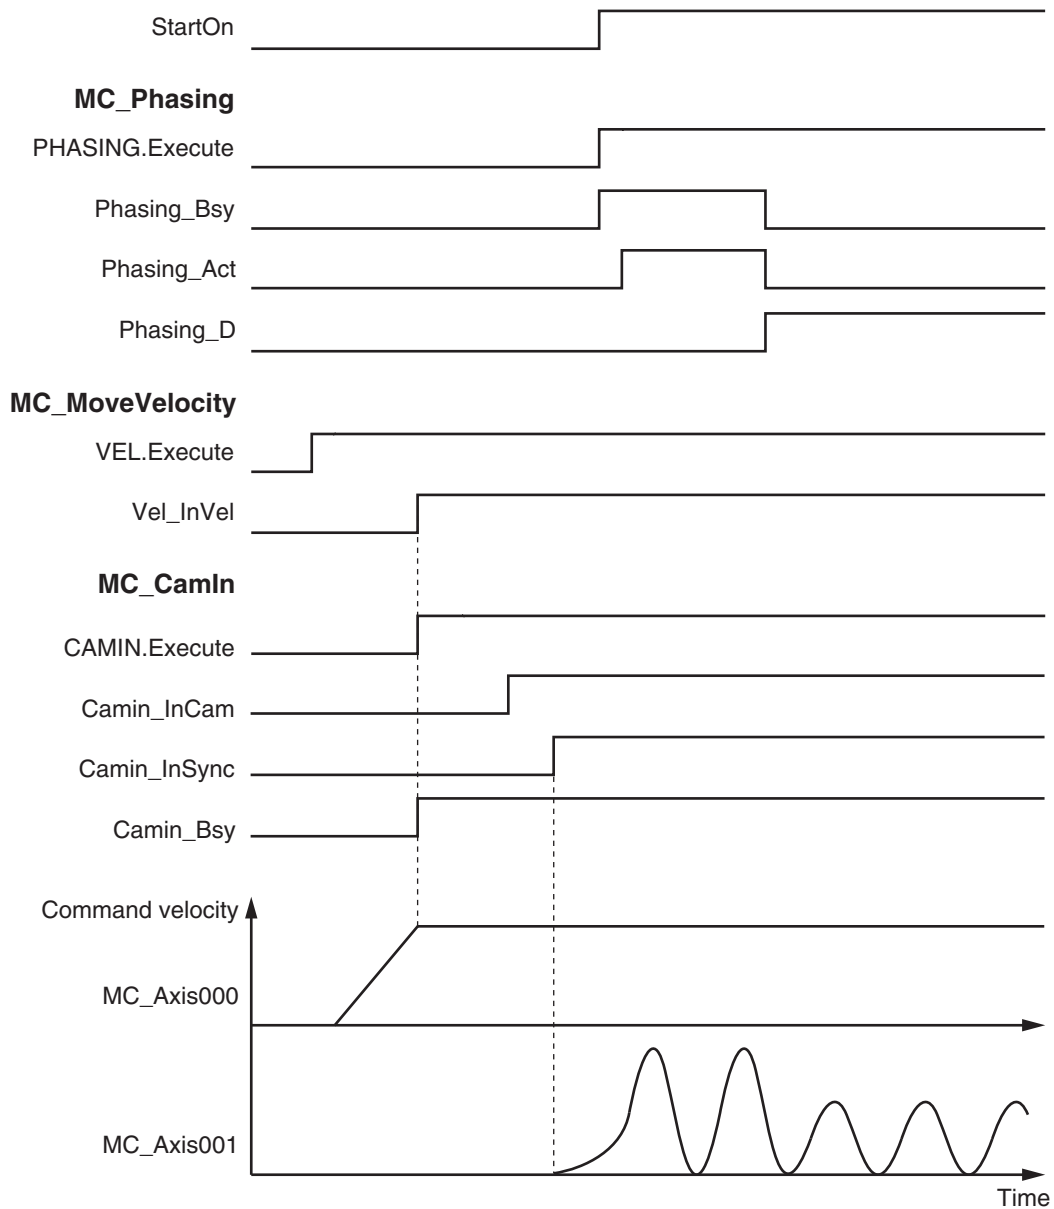 StartOn
MC_Phasing
PHASING.Execute
Phasing_Bsy
Phasing_Act
Phasing_D
MC_MoveVelocity
VEL.Execute
Vel_InVel
MC_CamIn
CAMIN.Execute
Camin_InCam
Camin_InSync
Camin_Bsy
Command velocity
MC_Axis000
MC_Axis001
Time